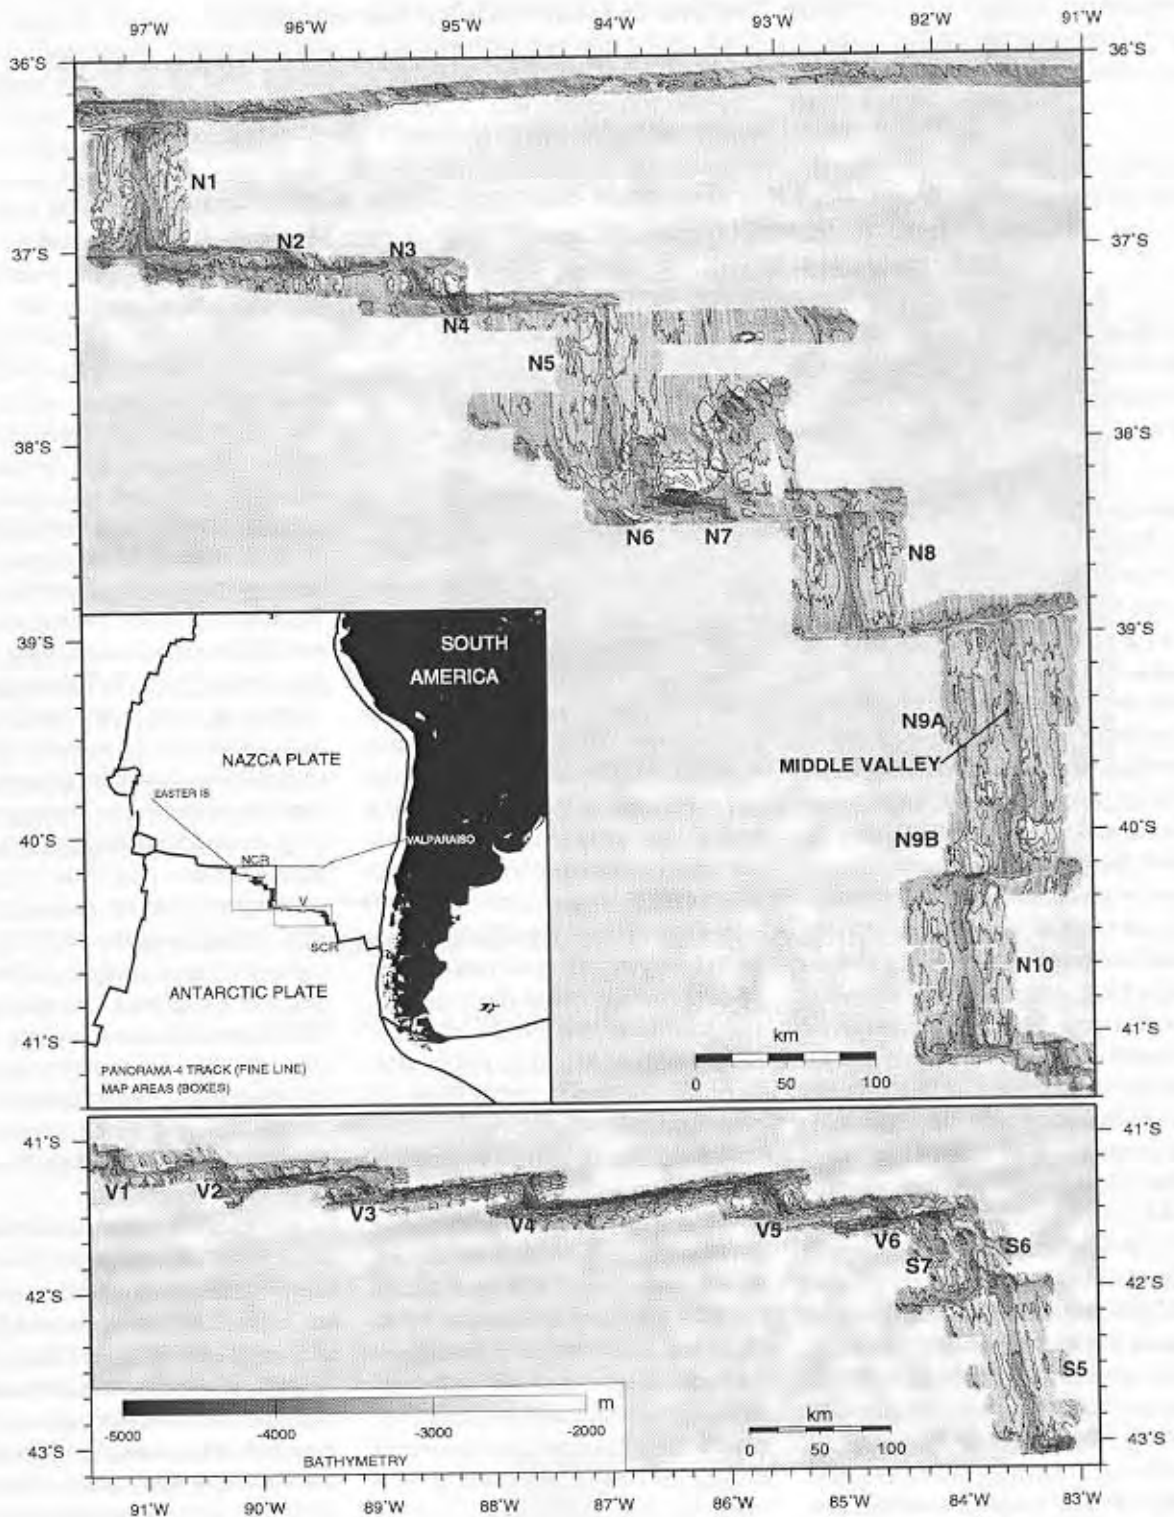 97°W 96°W 95°W 94°W 93°W 92°W 91°W
36°S 36°S
N1
37°S N2 N3 37°S
N4
N5
38°S 38°S
N6 N7 N8
39°S 39°S
SOUTH
AMERICA
N9A
NAZCA PLATE MIDDLE VALLEY
EASTER IS
40°S VALPARAISO N9B 40°S
NCR
V
SCR
N10
ANTARCTIC PLATE
41°S km 41°S
PANORAMA-4 TRACK (FINE LINE)
MAP AREAS (BOXES) 0 50 100
41°S 41°S
V1 V2 V3 V4 V5 V6 S6
S7
42°S 42°S
S5
m km
-5000 -4000 -3000 -2000 0 50 100
43°S BATHYMETRY 43°S
91°W 90°W 89°W 88°W 87°W 86°W 85°W 84°W 83°W